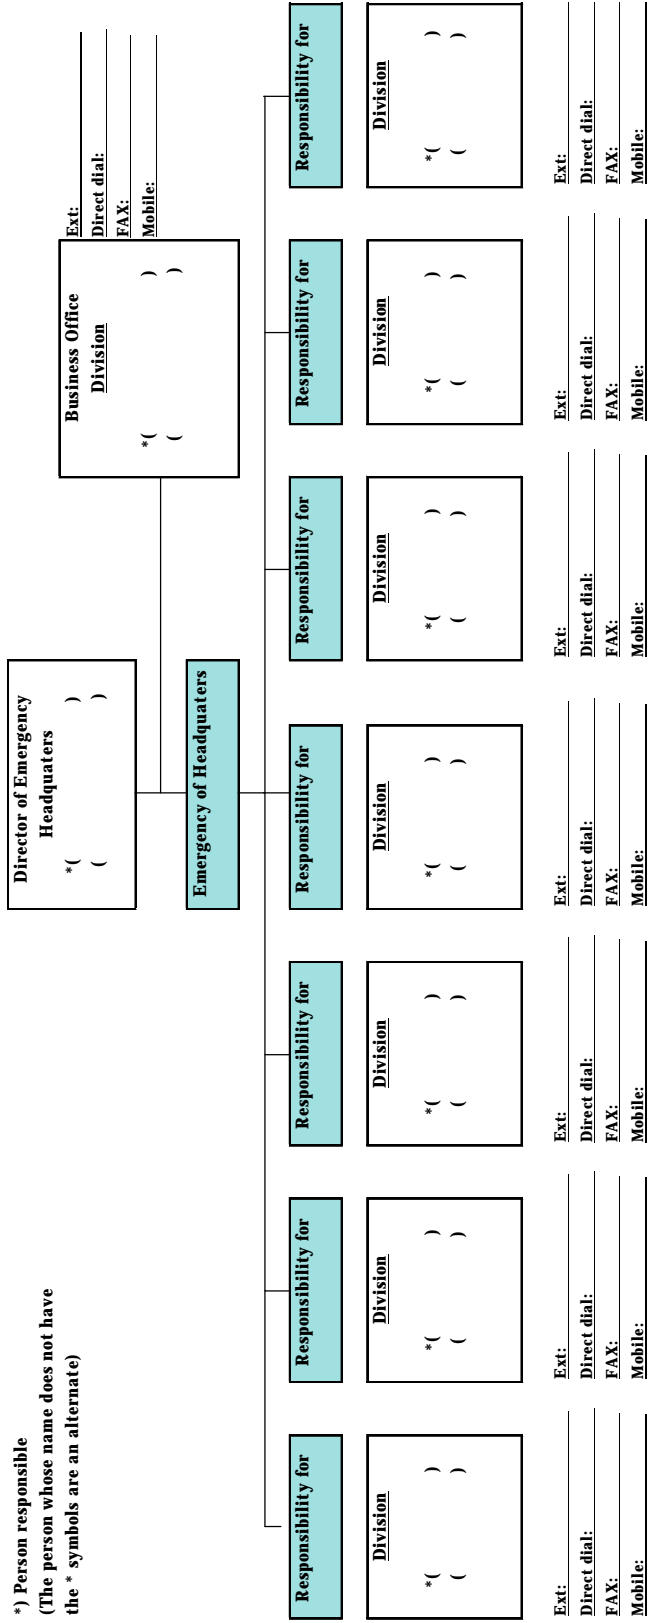 *) Person responsible
(The person whose name does not have
the * symbols are an alternate)
Director of Emergency
Headquaters
*( )
( )
Business Office
Division
*( )
( )
Ext:
Direct dial:
FAX:
Mobile:
Emergency of Headquaters
Responsibility for
Division
*( )
( )
Ext:
Direct dial:
FAX:
Mobile:
Responsibility for
Division
*( )
( )
Ext:
Direct dial:
FAX:
Mobile:
Responsibility for
Division
*( )
( )
Ext:
Direct dial:
FAX:
Mobile:
Responsibility for
Division
*( )
( )
Ext:
Direct dial:
FAX:
Mobile:
Responsibility for
Division
*( )
( )
Ext:
Direct dial:
FAX:
Mobile:
Responsibility for
Division
*( )
( )
Ext:
Direct dial:
FAX:
Mobile:
Responsibility for
Division
*( )
( )
Ext:
Direct dial:
FAX:
Mobile: